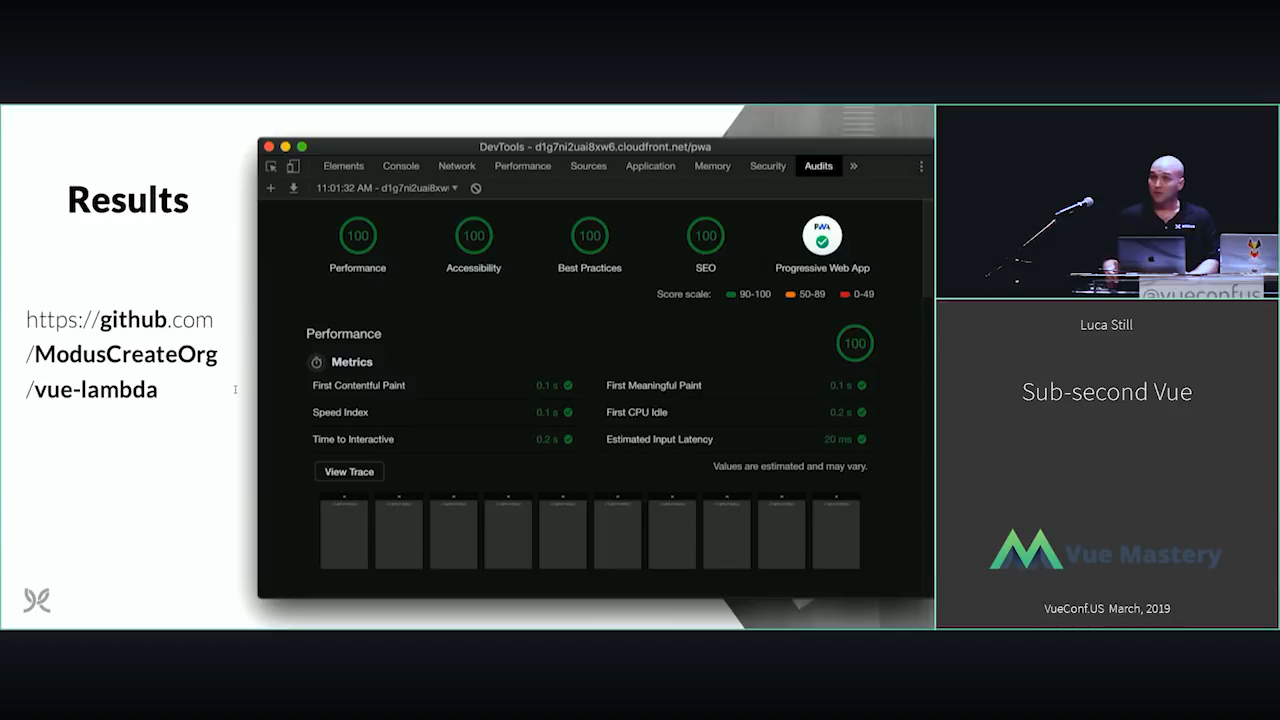 Results
https://github.com
/ModusCreateOrg
/vue-lambda
DevTools - d1g7ni2uai8xw6.cloudfront.net/pwa
Elements Console Network Performance Sources Application Memory Security Audits »
11:01:32 AM - d1g7ni2uai8xw
100 100 100 100 PWA
Performance Accessibility Best Practices SEO Progressive Web App
Score scale: 90-100 50-89 0-49
Performance 100
Metrics
First Contentful Paint 0.1 s First Meaningful Paint 0.1 s
Speed Index 0.1 s First CPU Idle 0.2 s
Time to Interactive 0.2 s Estimated Input Latency 20 ms
View Trace Values are estimated and may vary.
@vueconfus
Luca Still
Sub-second Vue
Vue Mastery
VueConf.US March, 2019